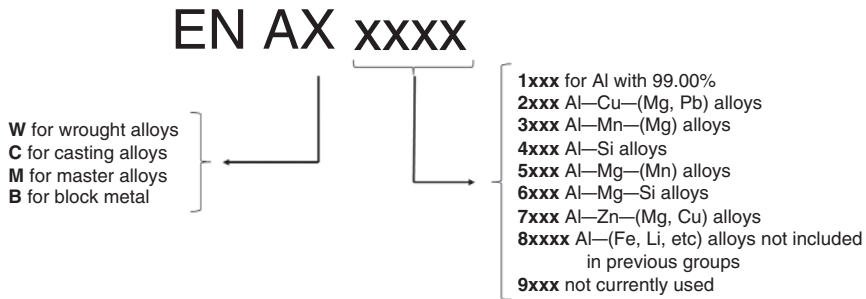 EN AX xxxx
W for wrought alloys
C for casting alloys
M for master alloys
B for block metal
1xxx for Al with 99.00%
2xxx Al—Cu—(Mg, Pb) alloys
3xxx Al—Mn—(Mg) alloys
4xxx Al—Si alloys
5xxx Al—Mg—(Mn) alloys
6xxx Al—Mg—Si alloys
7xxx Al—Zn—(Mg, Cu) alloys
8xxxx Al—(Fe, Li, etc) alloys not included
in previous groups
9xxx not currently used